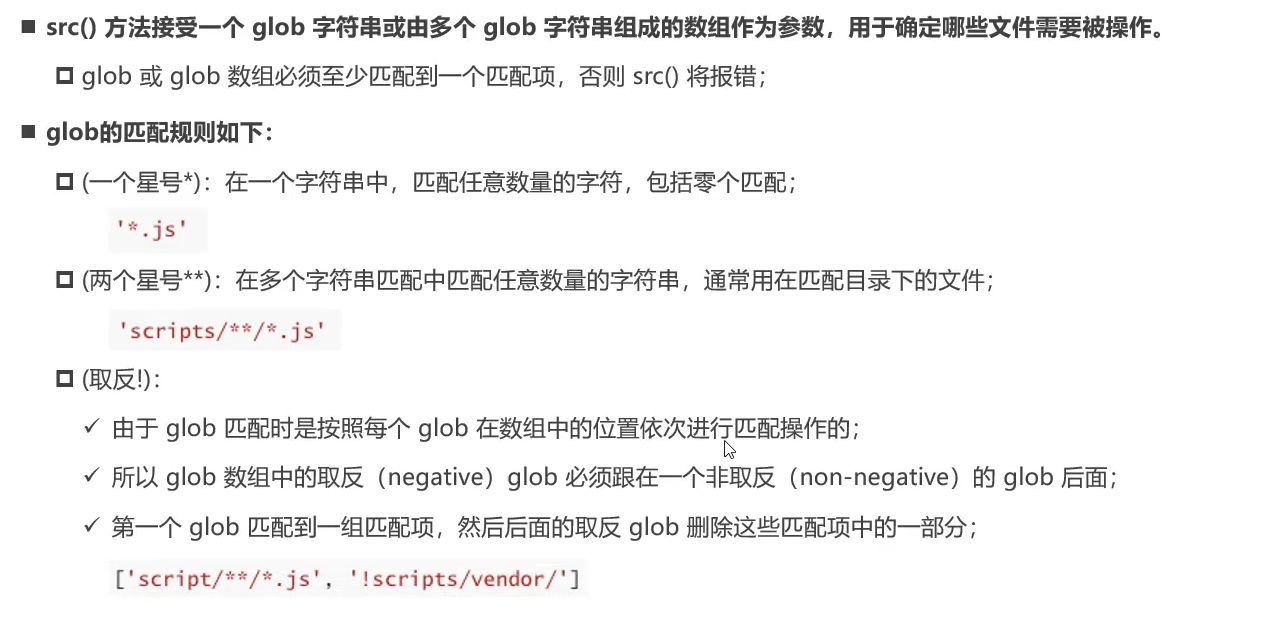 src() 方法接受一个 glob 字符串或由多个 glob 字符串组成的数组作为参数，用于确定哪些文件需要被操作。
glob 或 glob 数组必须至少匹配到一个匹配项，否则 src() 将报错；
glob的匹配规则如下：
(一个星号*)：在一个字符串中，匹配任意数量的字符，包括零个匹配；
'*.js'
(两个星号**)：在多个字符串匹配中匹配任意数量的字符串，通常用在匹配目录下的文件；
'scripts/**/*.js'
(取反!)：
由于 glob 匹配时是按照每个 glob 在数组中的位置依次进行匹配操作的；
所以 glob 数组中的取反（negative）glob 必须跟在一个非取反（non-negative）的 glob 后面；
第一个 glob 匹配到一组匹配项，然后后面的取反 glob 删除这些匹配项中的一部分；
['script/**/*.js', '!scripts/vendor/']